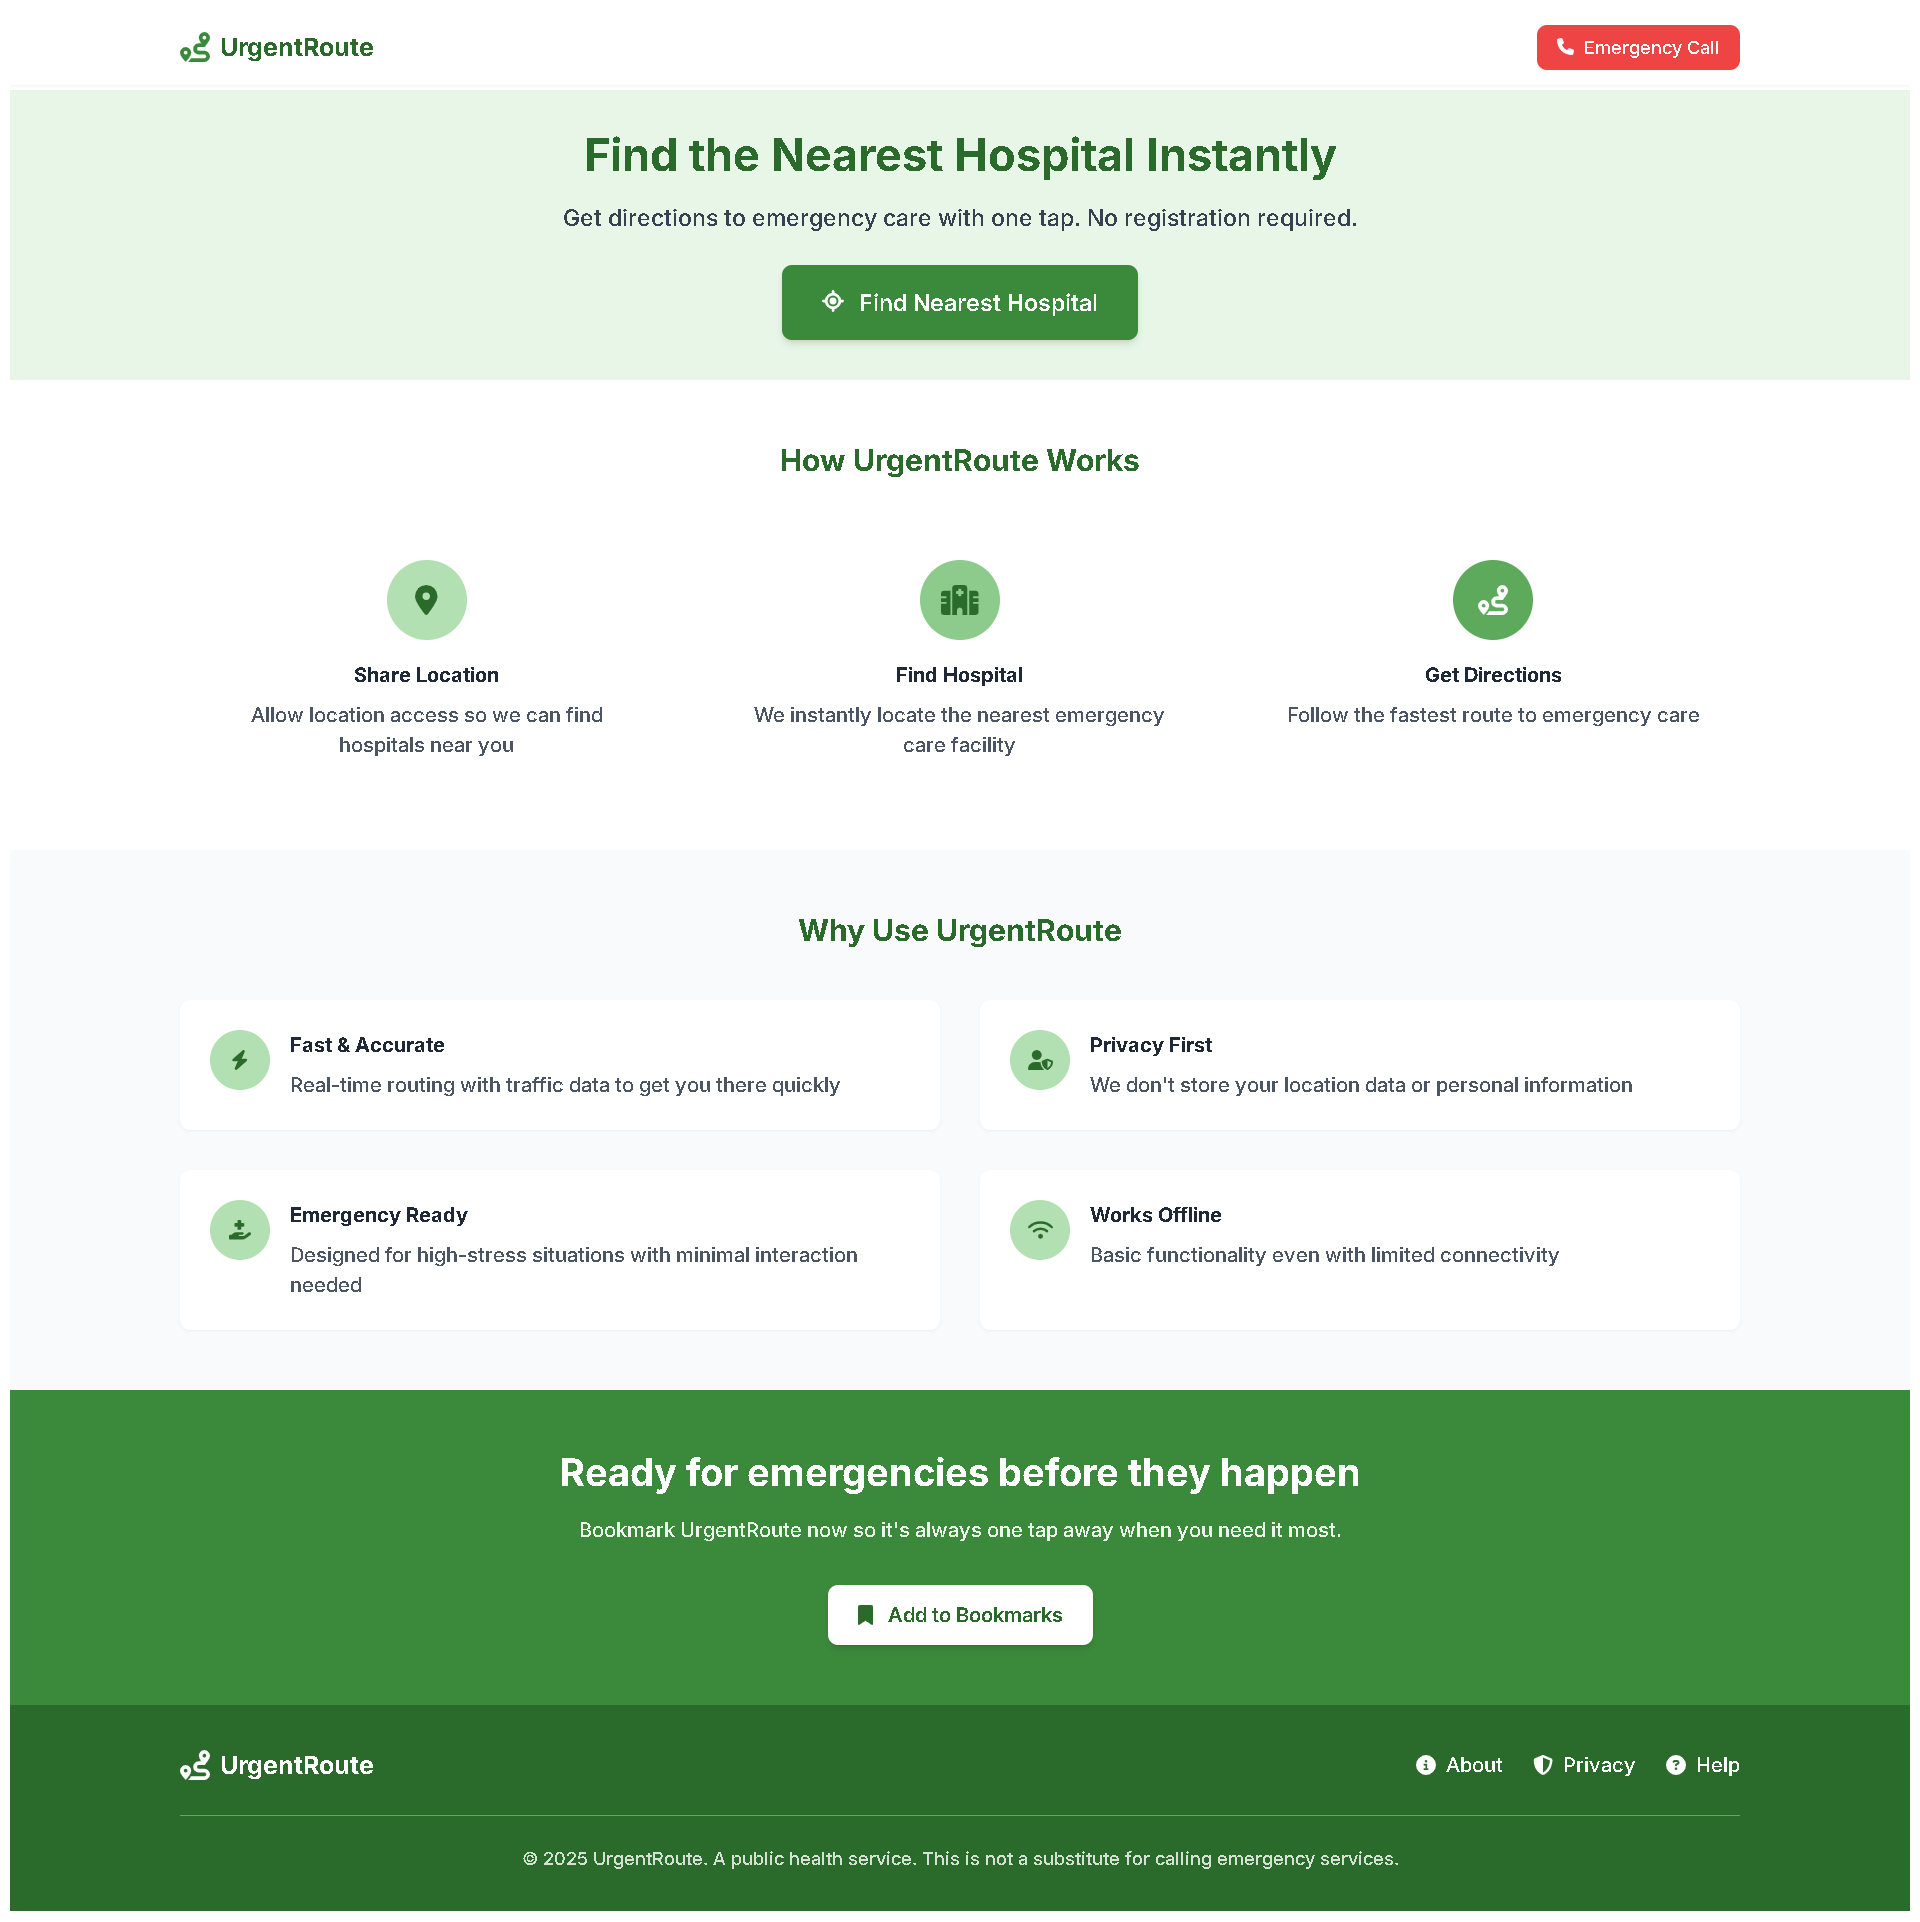 UrgentRoute
Emergency Call
Find the Nearest Hospital Instantly
Get directions to emergency care with one tap. No registration required.
Find Nearest Hospital
How UrgentRoute Works
Share Location
Allow location access so we can find
hospitals near you
Find Hospital
We instantly locate the nearest emergency
care facility
Get Directions
Follow the fastest route to emergency care
Why Use UrgentRoute
Fast & Accurate
Real-time routing with traffic data to get you there quickly
Privacy First
We don't store your location data or personal information
Emergency Ready
Designed for high-stress situations with minimal interaction
needed
Works Offline
Basic functionality even with limited connectivity
Ready for emergencies before they happen
Bookmark UrgentRoute now so it's always one tap away when you need it most.
Add to Bookmarks
UrgentRoute
About
Privacy
Help
© 2025 UrgentRoute. A public health service. This is not a substitute for calling emergency services.